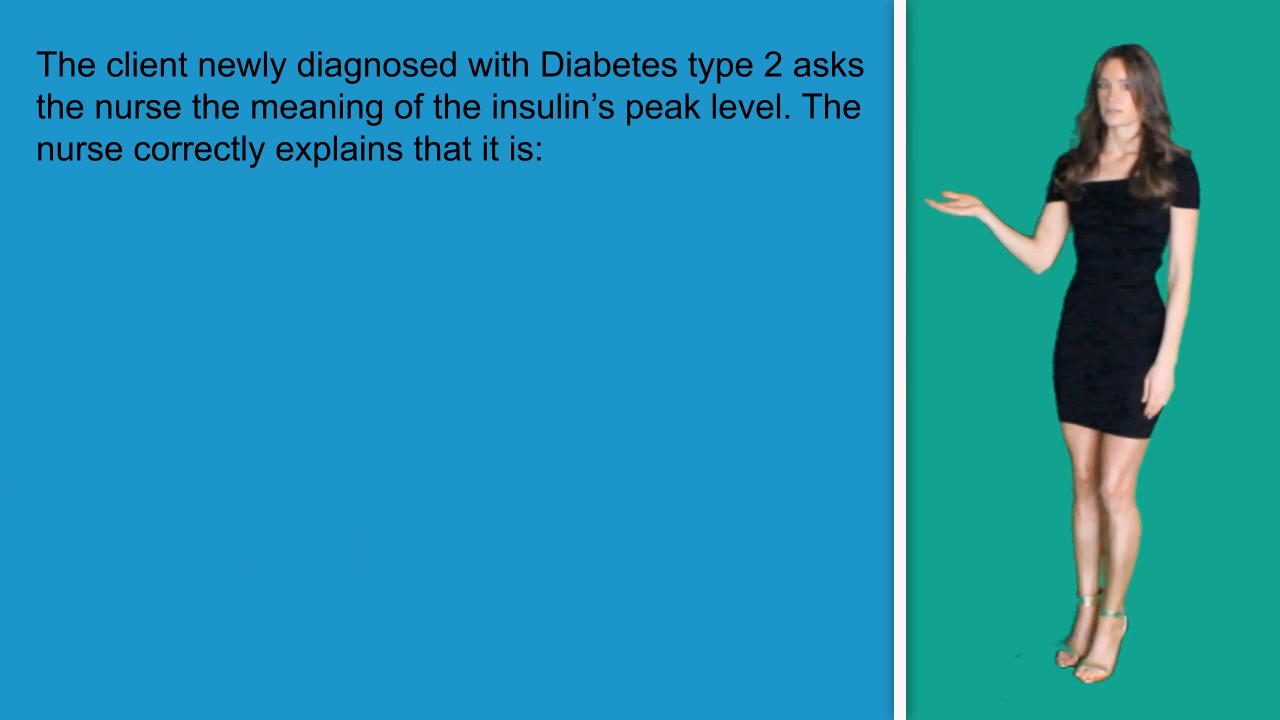 The client newly diagnosed with Diabetes type 2 asks
the nurse the meaning of the insulin’s peak level. The
nurse correctly explains that it is: